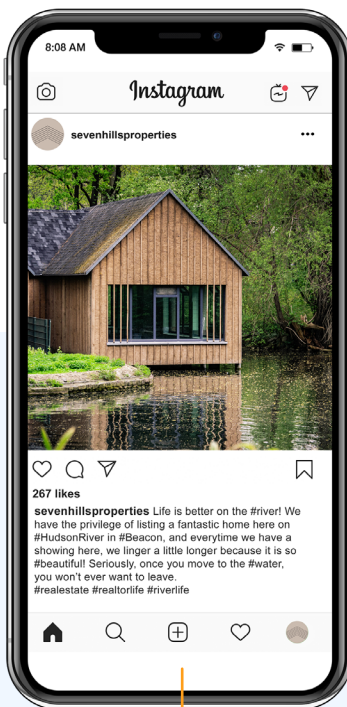 8:08 AM
Instagram
sevenhillsproperties
267 likes
sevenhillsproperties Life is better on the #river! We
have the privilege of listing a fantastic home here on
#HudsonRiver in #Beacon, and everytime we have a
showing here, we linger a little longer because it is so
#beautiful! Seriously, once you move to the #water,
you won't ever want to leave.
#realestate #realtorlife #riverlife